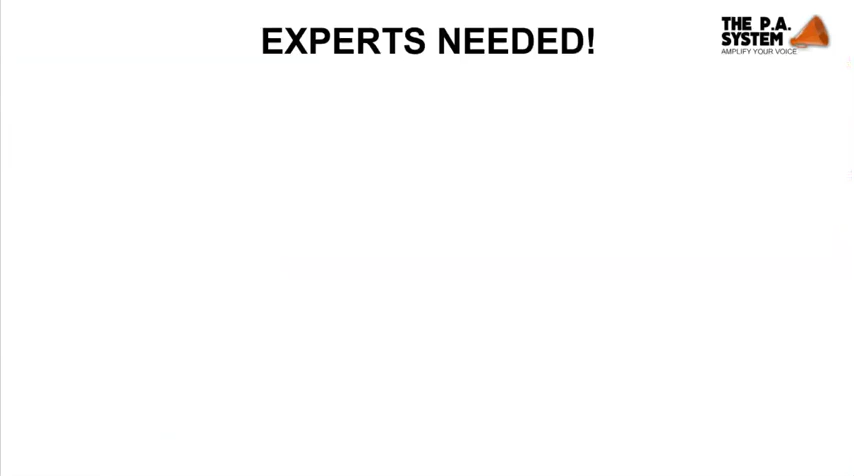 EXPERTS NEEDED!
THE P.A.
SYSTEM
AMPLIFY YOUR VOICE